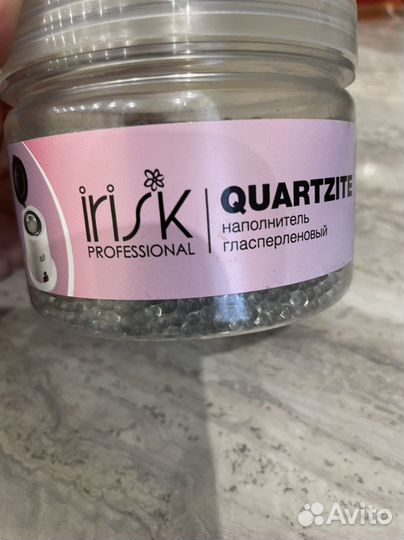 irisk
PROFESSIONAL
QUARTZITE
наполнитель
гласперленовый
Avito